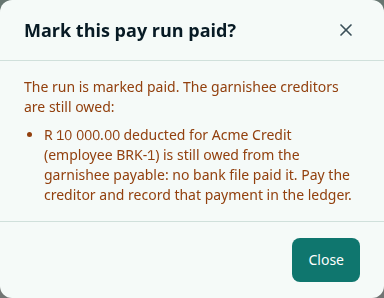 Mark this pay run paid?
The run is marked paid. The garnishee creditors
are still owed:
• R 10 000.00 deducted for Acme Credit
(employee BRK-1) is still owed from the
garnishee payable: no bank file paid it. Pay the
creditor and record that payment in the ledger.
Close